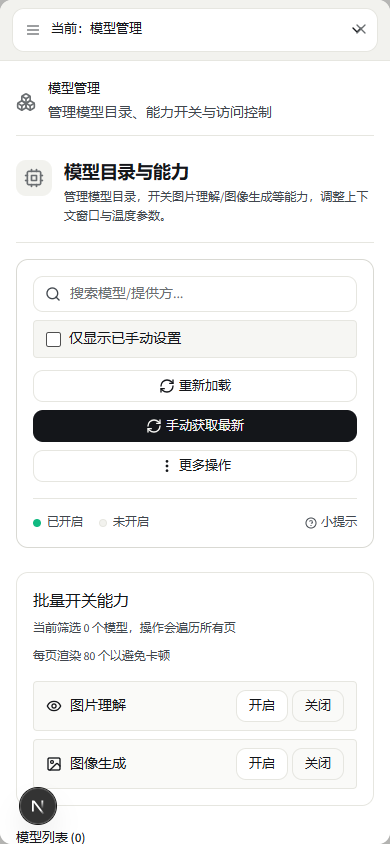 当前：模型管理
模型管理
管理模型目录、能力开关与访问控制
模型目录与能力
管理模型目录，开关图片理解/图像生成等能力，调整上下
文窗口与温度参数。
搜索模型/提供方...
仅显示已手动设置
重新加载
手动获取最新
更多操作
已开启 未开启 小提示
批量开关能力
当前筛选 0 个模型，操作会遍历所有页
每页渲染 80 个以避免卡顿
图片理解 开启 关闭
图像生成 开启 关闭
N
模型列表 (0)